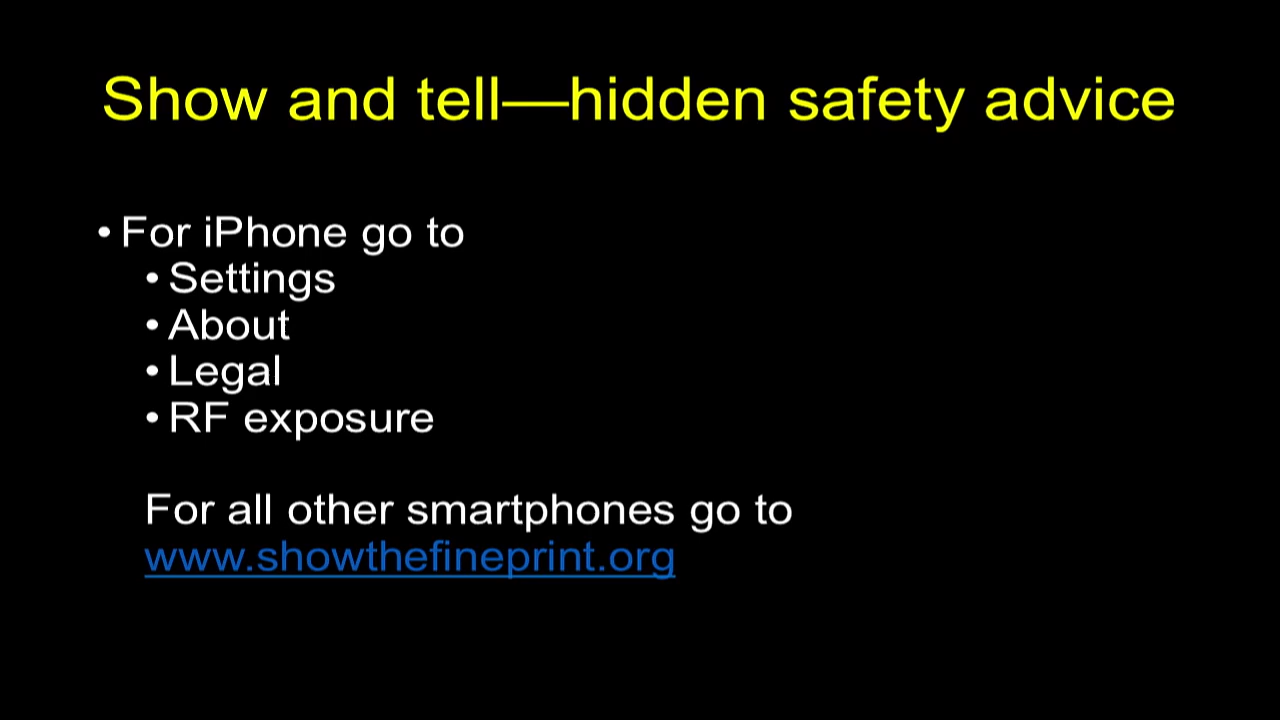 Show and tell—hidden safety advice
• For iPhone go to
• Settings
• About
• Legal
• RF exposure
For all other smartphones go to
www.showthefineprint.org